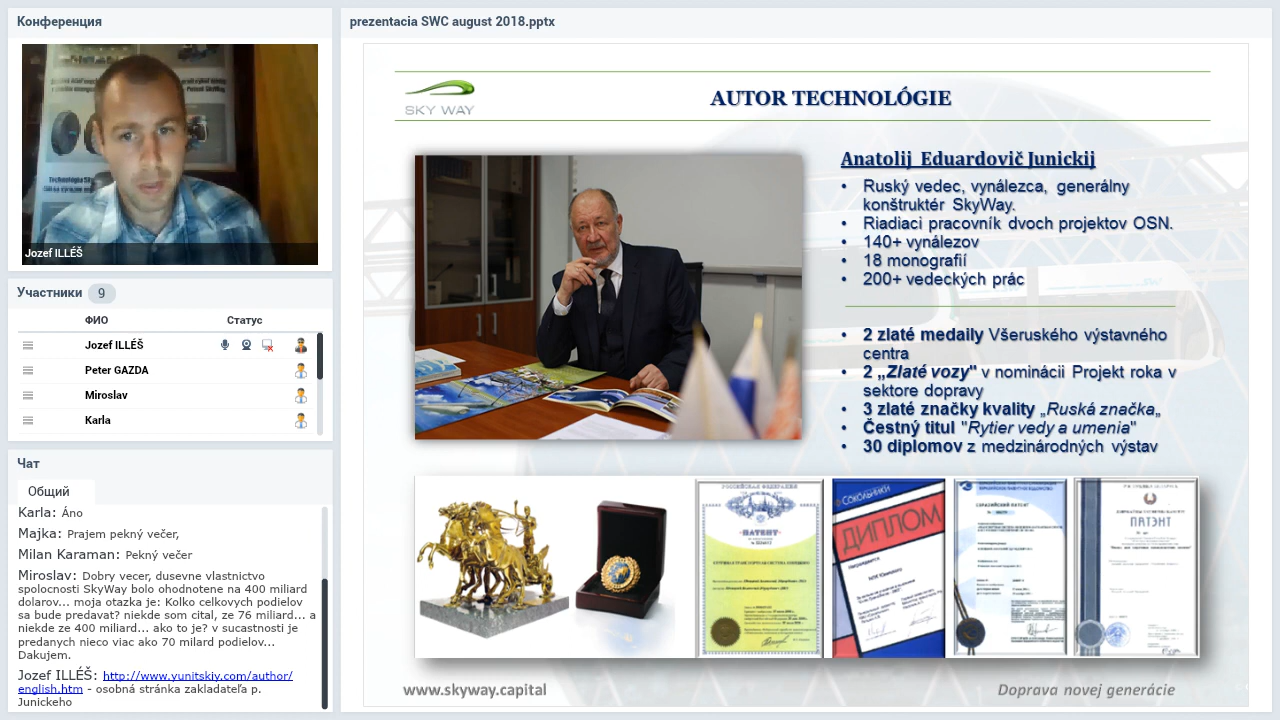 Конференция
Jozef ILLÉŠ
Участники 9
ФИО Статус
Jozef ILLÉŠ
Peter GAZDA
Miroslav
Karla
Чат
Общий
Karla: Áno
Majka: Prijem pekný večer,
Milan Karaman: Pekný večer
Miroslav: Dobry vecer, dusevne vlastnictvo
spolocnosti SkyWay bolo ohodnotene na 400 miliard
dolarov... moja otazka je: Kolko celkovych podielov
sa bude predavat? niekde som cital, ze 76 miliard... a
niekde ze 400 miliard... ako to je? v sucastnosti je
predanych uz viac ako 70 milard podielov...
Dakujem.
Jozef ILLÉŠ: http://www.yunitskiy.com/author/
english.htm - osobná stránka zakladateľa p.
Junickeho
prezentacia SWC august 2018.pptx
SKY WAY
AUTOR TECHNOLÓGIE
Anatolij Eduardovič Junickij
• Ruský vedec, vynálezca, generálny
konštruktér SkyWay.
• Riadiaci pracovník dvoch projektov OSN.
• 140+ vynálezov
• 18 monografií
• 200+ vedeckých prác
• 2 zlaté medaily Všeruského výstavného
centra
• 2 „Zlaté vozy" v nominácii Projekt roka v
sektore dopravy
• 3 zlaté značky kvality „Ruská značka„
• Čestný titul "Rytier vedy a umenia"
• 30 diplomov z medzinárodných výstav
СОКОЛЬНИКИ
ДИПЛОМ
ПАТЕНТ
ПАТЭНТ
www.skyway.capital
Doprava novej generácie